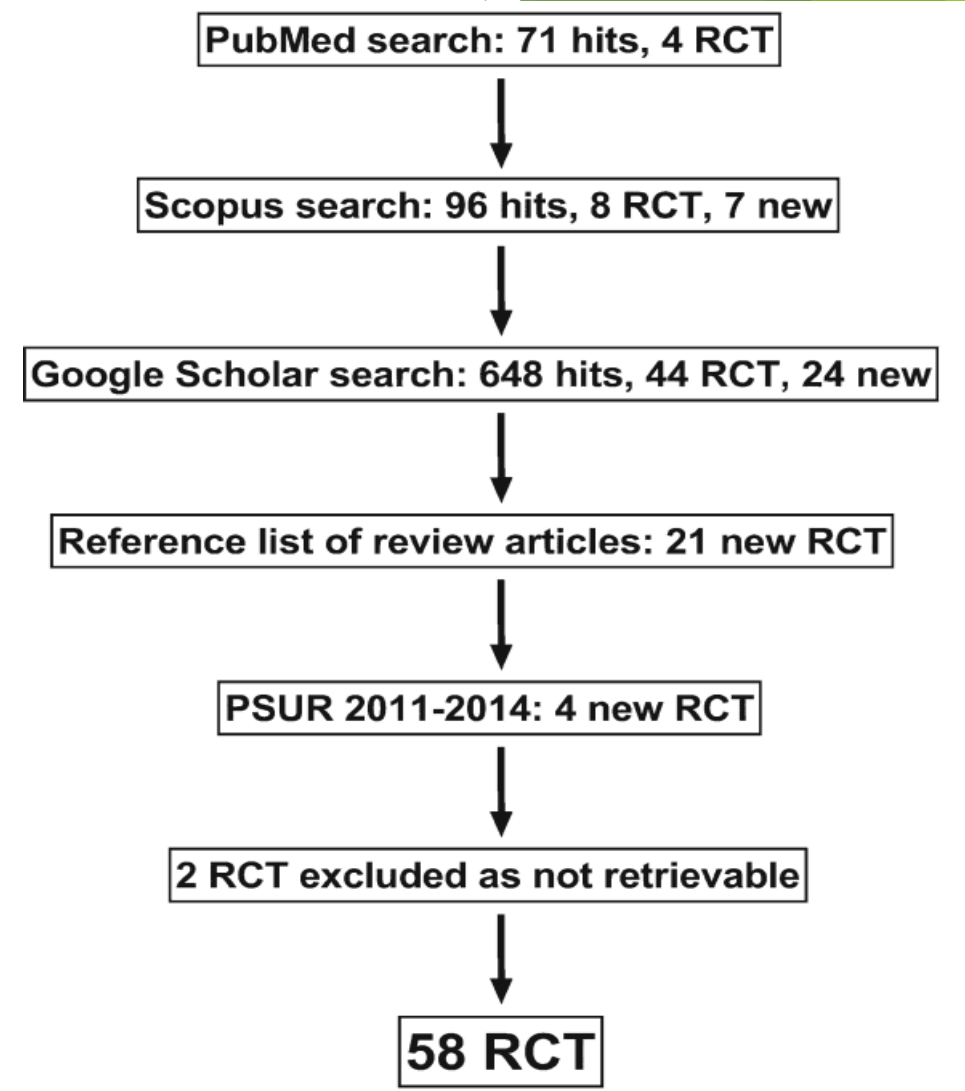 PubMed search: 71 hits, 4 RCT
Scopus search: 96 hits, 8 RCT, 7 new
Google Scholar search: 648 hits, 44 RCT, 24 new
Reference list of review articles: 21 new RCT
PSUR 2011-2014: 4 new RCT
2 RCT excluded as not retrievable
58 RCT